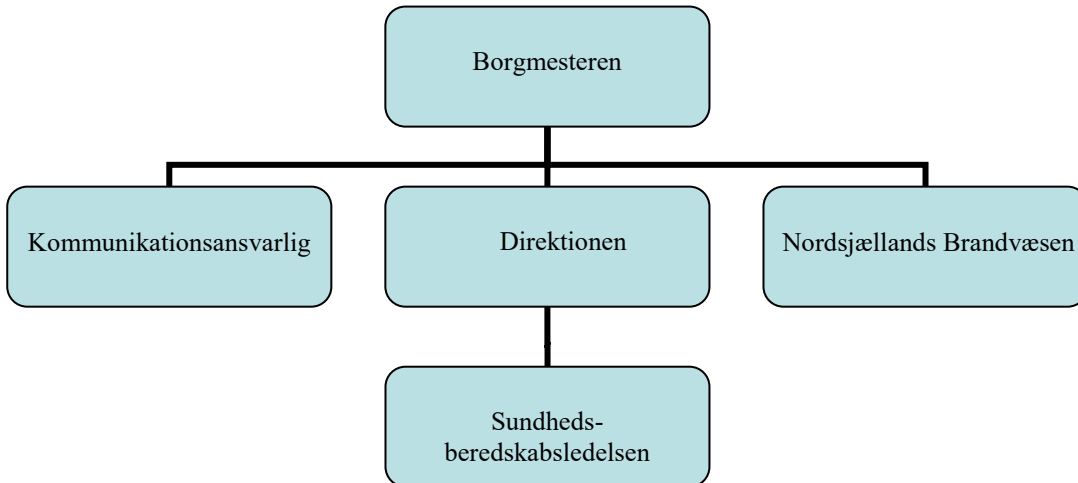 Borgmesteren
Kommunikationsansvarlig
Direktionen
Nordsjællands Brandvæsen
Sundheds-
beredskabsledelsen